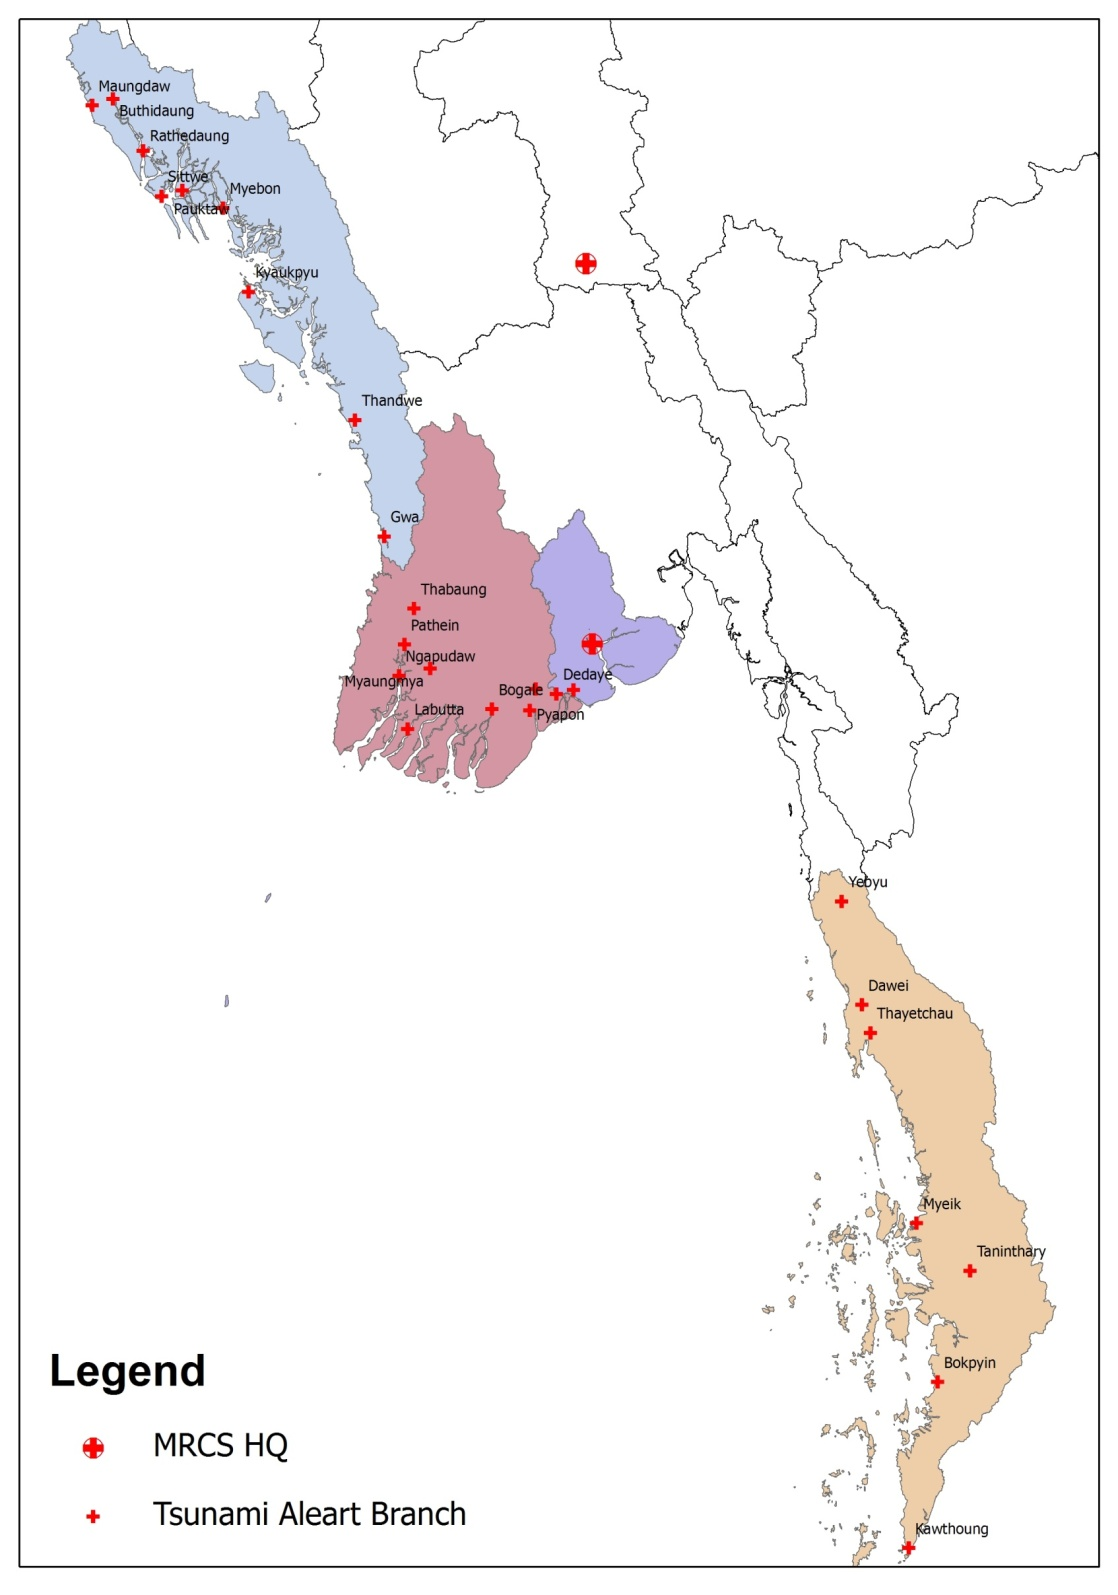 Maungdaw
Buthidaung
Rathedaung
Sittwe
Myebon
Pauktaw
Kyaukpyu
Thandwe
Gwa
Thabaung
Pathein
Ngapudaw
Myaungmya
Dedaye
Bogale
Labutta
Pyapon
Yebyu
Dawei
Thayetchau
Myeik
Taninthary
Bokpyin
Kawthoung
Legend
MRCS HQ
Tsunami Aleart Branch